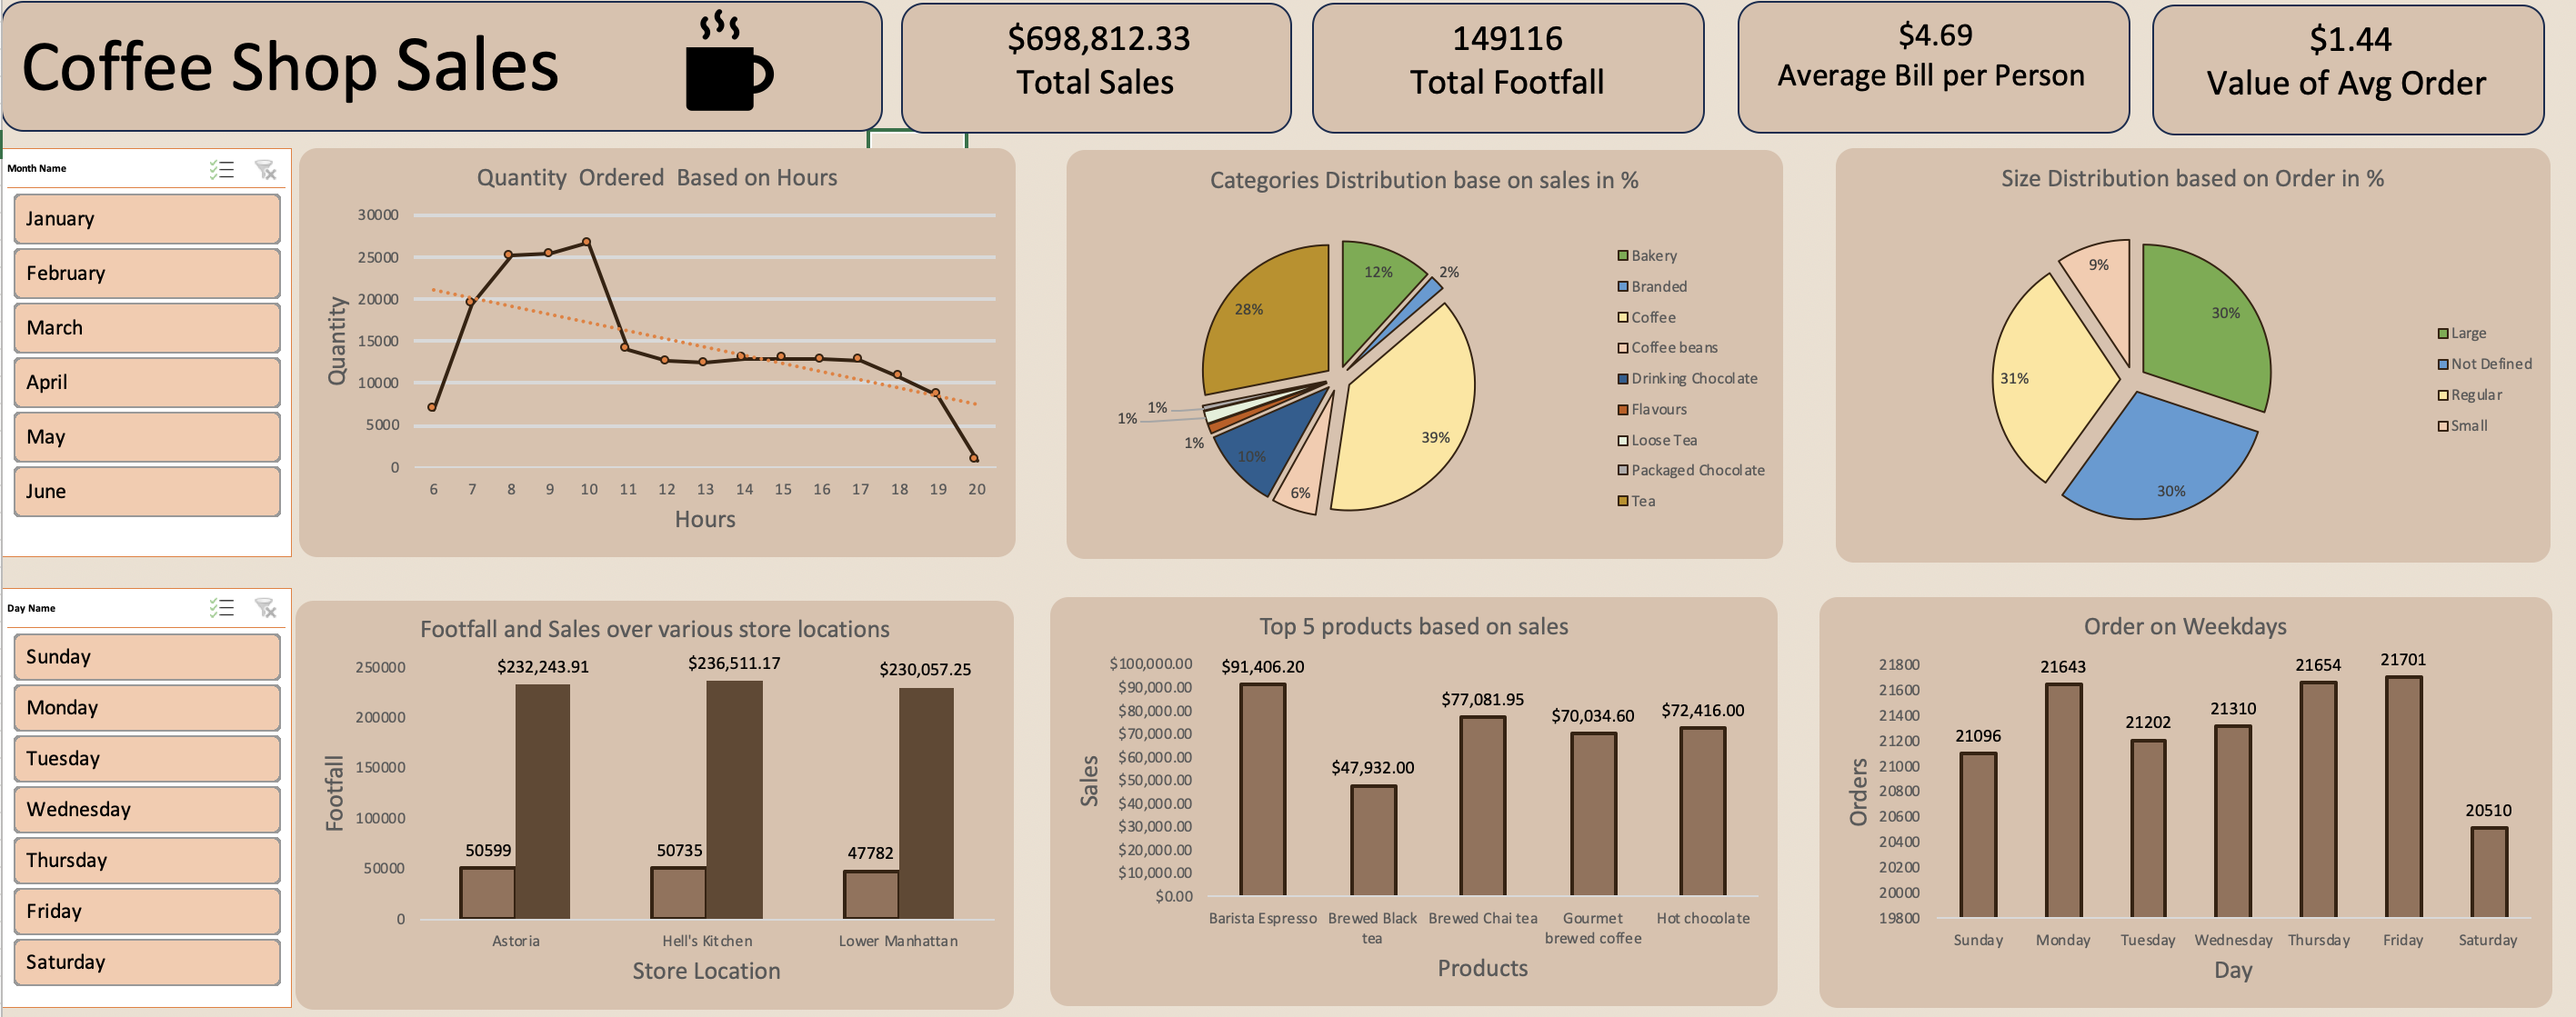 Coffee Shop Sales
$698,812.33
Total Sales
149116
Total Footfall
$4.69
Average Bill per Person
$1.44
Value of Avg Order
Month Name
January
February
March
April
May
June
Quantity  Ordered  Based on Hours
30000
25000
20000
15000
10000
5000
0
Quantity
6 7 8 9 10 11 12 13 14 15 16 17 18 19 20
Hours
Categories Distribution base on sales in %
12%
2%
39%
6%
10%
1%
1%
1%
28%
Bakery
Branded
Coffee
Coffee beans
Drinking Chocolate
Flavours
Loose Tea
Packaged Chocolate
Tea
Size Distribution based on Order in %
30%
30%
31%
9%
Large
Not Defined
Regular
Small
Day Name
Sunday
Monday
Tuesday
Wednesday
Thursday
Friday
Saturday
Footfall and Sales over various store locations
250000
200000
150000
100000
50000
0
Footfall
$232,243.91
$236,511.17
$230,057.25
50599
50735
47782
Astoria
Hell's Kitchen
Lower Manhattan
Store Location
Top 5 products based on sales
$100,000.00
$90,000.00
$80,000.00
$70,000.00
$60,000.00
$50,000.00
$40,000.00
$30,000.00
$20,000.00
$10,000.00
$0.00
Sales
$91,406.20
$47,932.00
$77,081.95
$70,034.60
$72,416.00
Barista Espresso
Brewed Black
tea
Brewed Chai tea
Gourmet
brewed coffee
Hot chocolate
Products
Order on Weekdays
21800
21600
21400
21200
21000
20800
20600
20400
20200
20000
19800
Orders
21096
21643
21202
21310
21654
21701
20510
Sunday
Monday
Tuesday
Wednesday
Thursday
Friday
Saturday
Day